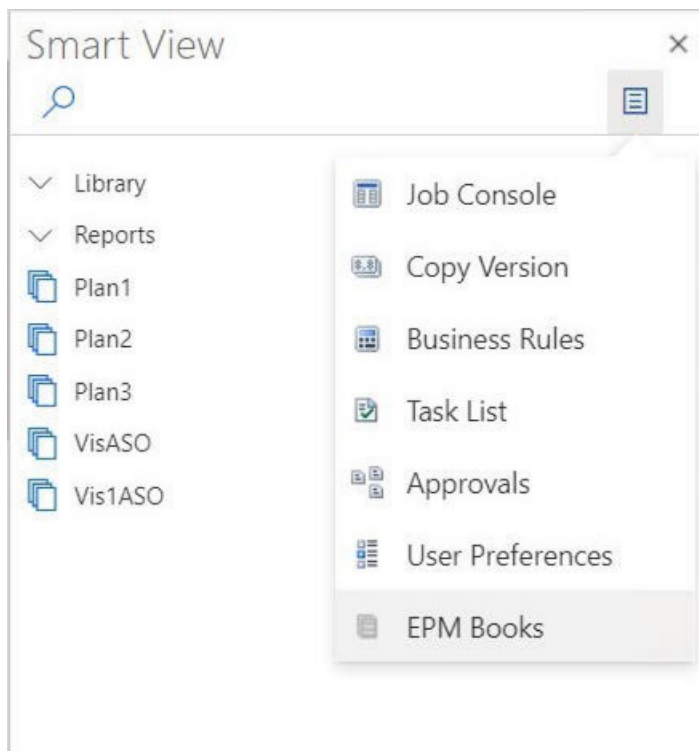 Smart View
Library
Reports
Plan1
Plan2
Plan3
VisASO
Vis1ASO
Job Console
Copy Version
Business Rules
Task List
Approvals
User Preferences
EPM Books